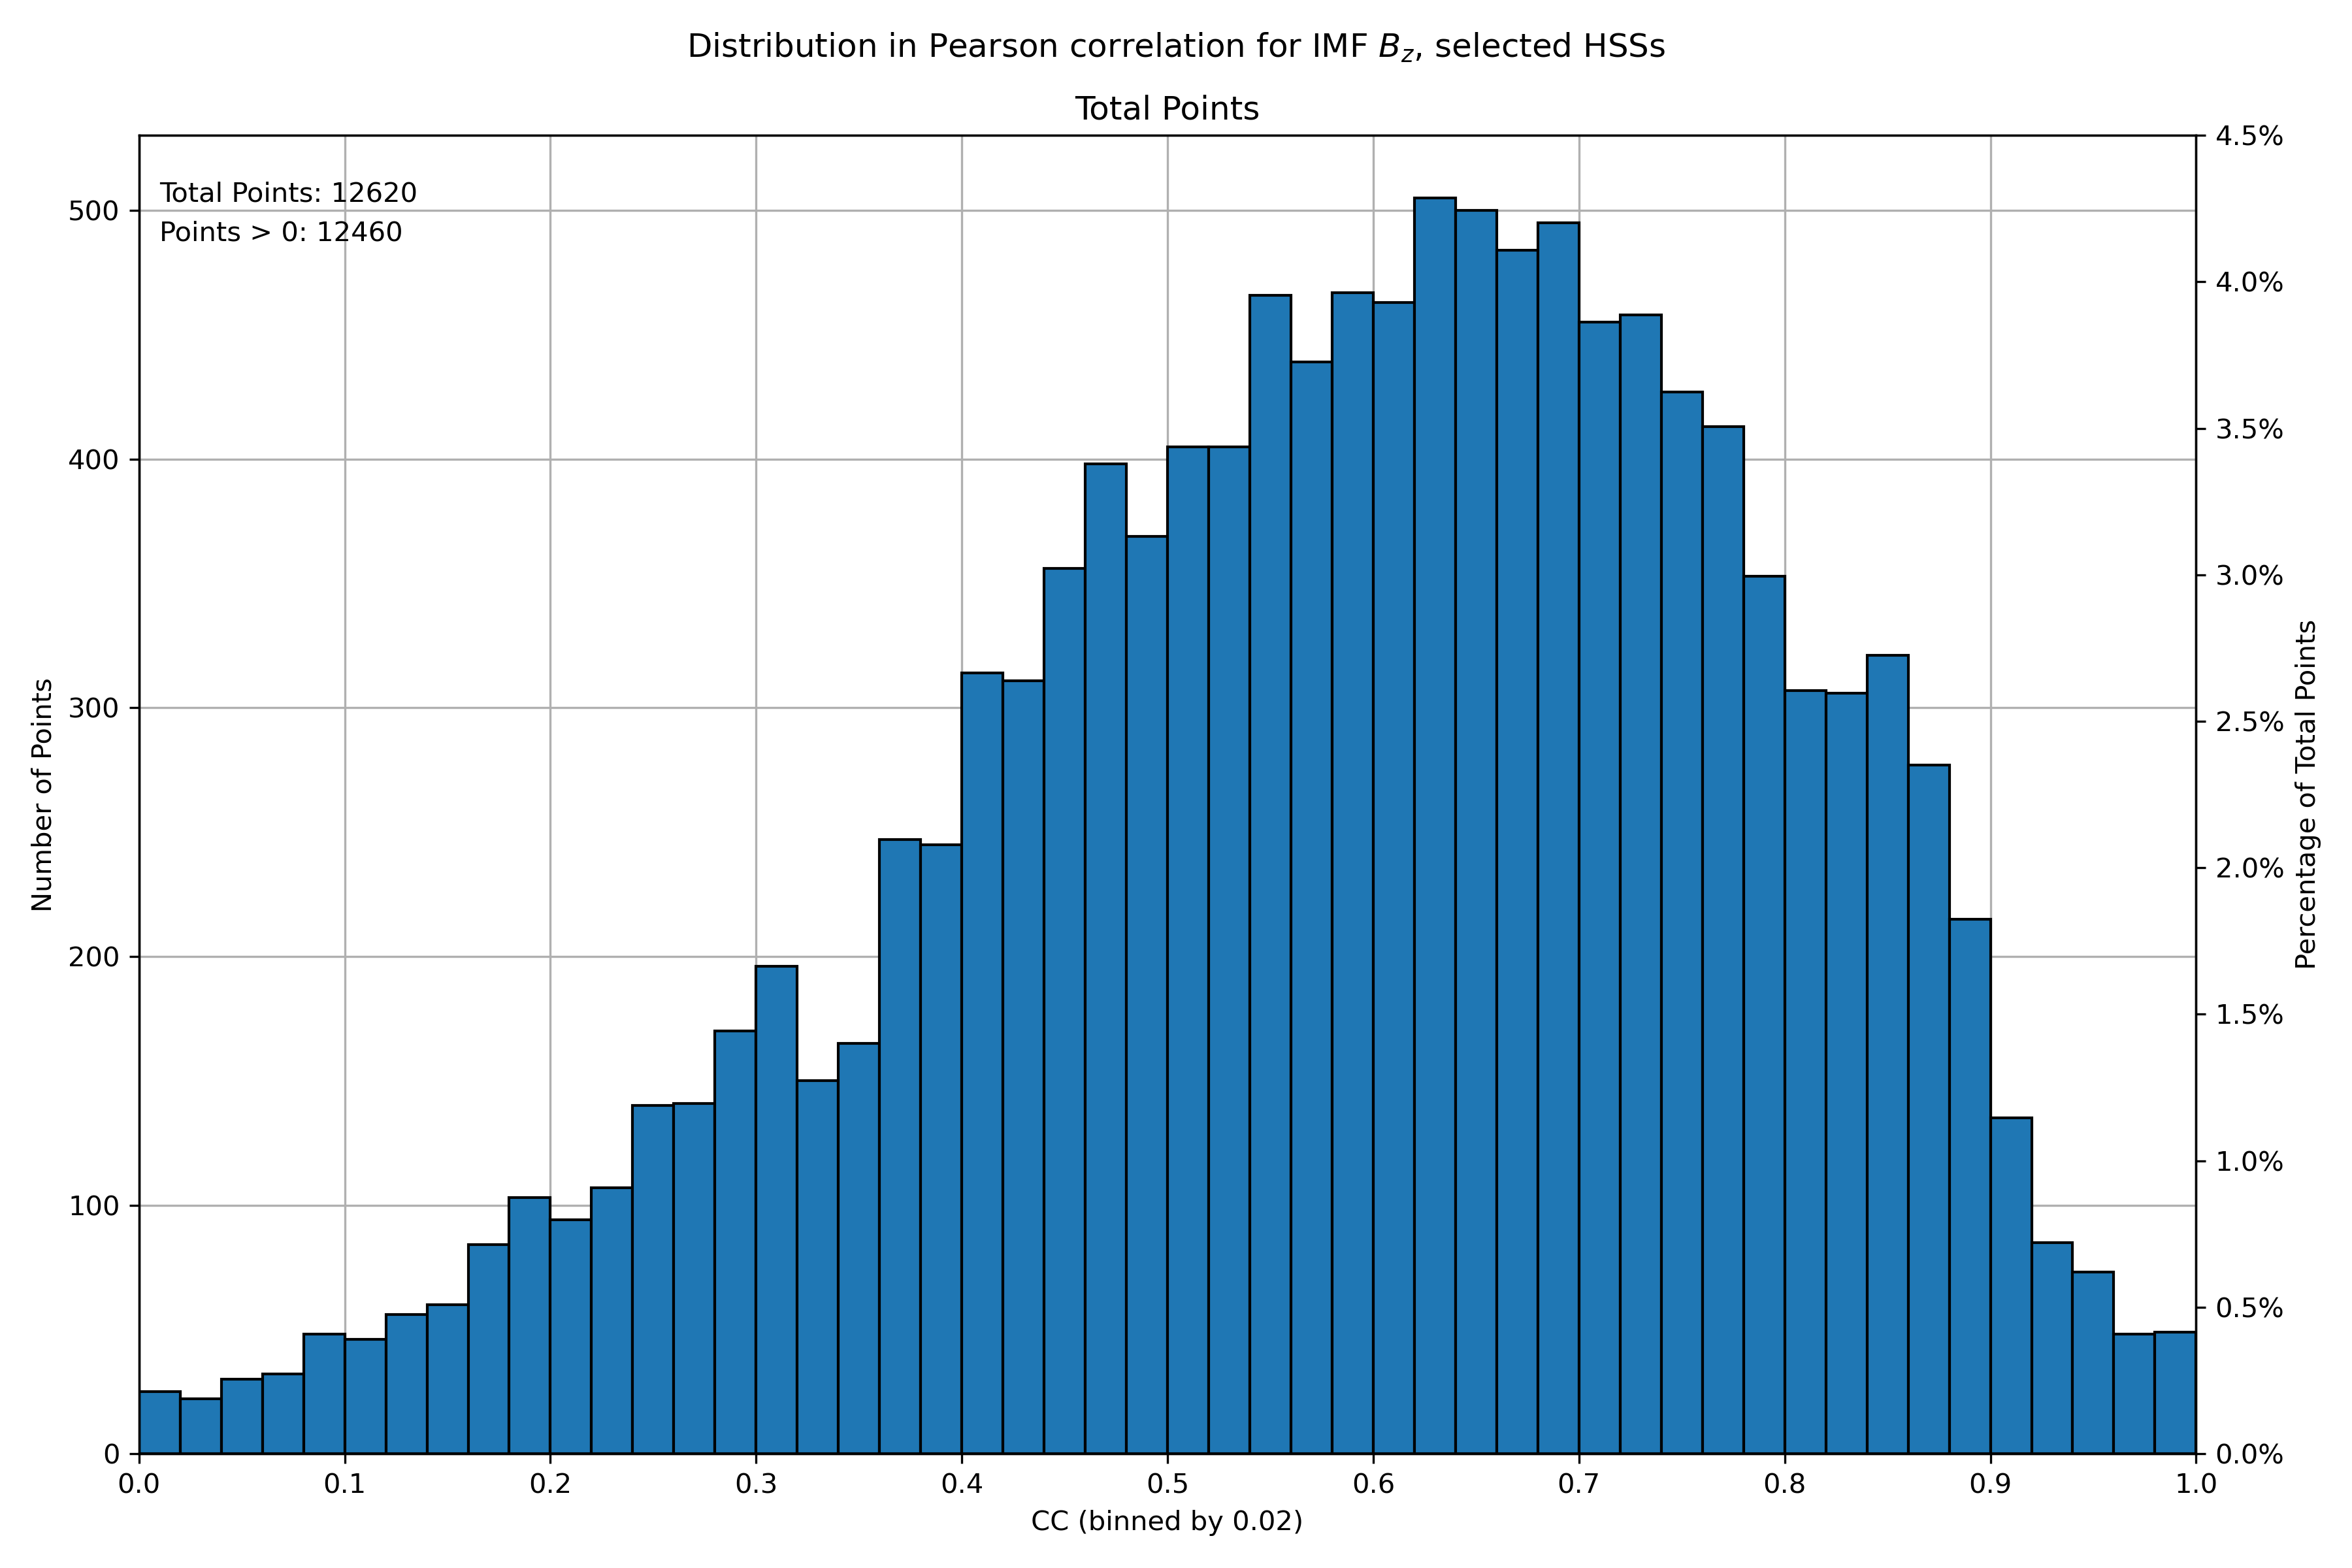 Distribution in Pearson correlation for IMF B_z, selected HSSs
Total Points
Total Points: 12620
Points > 0: 12460
Number of Points
500
400
300
200
100
0
4.5%
4.0%
3.5%
3.0%
2.5%
2.0%
1.5%
1.0%
0.5%
0.0%
Percentage of Total Points
0.0 0.1 0.2 0.3 0.4 0.5 0.6 0.7 0.8 0.9 1.0
CC (binned by 0.02)